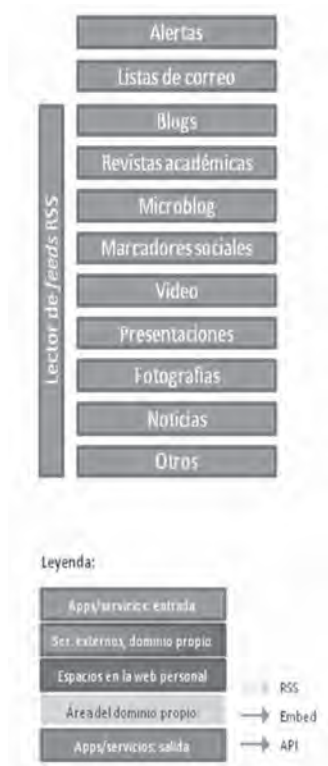 Alertas
Listas de correo
Lector de feeds RSS
Blogs
Revistas académicas
Microblog
Marcadores sociales
Video
Presentaciones
Fotografías
Noticias
Otros
Leyenda:
Apps/servicios: entrada
Ser. externos, dominio propio
Espacios en la web personal
Área del dominio propio
Apps/servicios: salida
RSS
Embed
API